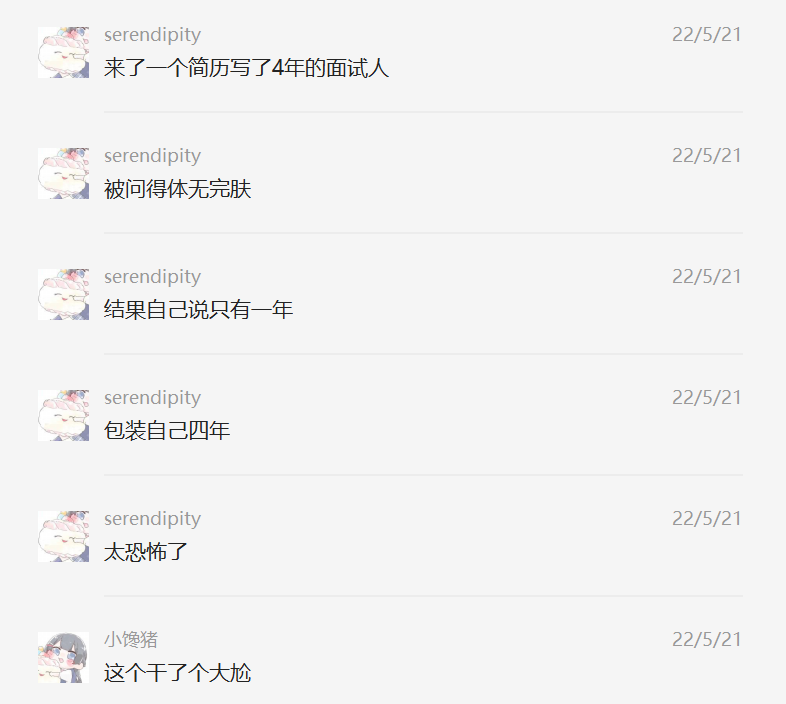 serendipity 22/5/21
来了一个简历写了4年的面试人
serendipity 22/5/21
被问得体无完肤
serendipity 22/5/21
结果自己说只有一年
serendipity 22/5/21
包装自己四年
serendipity 22/5/21
太恐怖了
小馋猪 22/5/21
这个干了个大尬